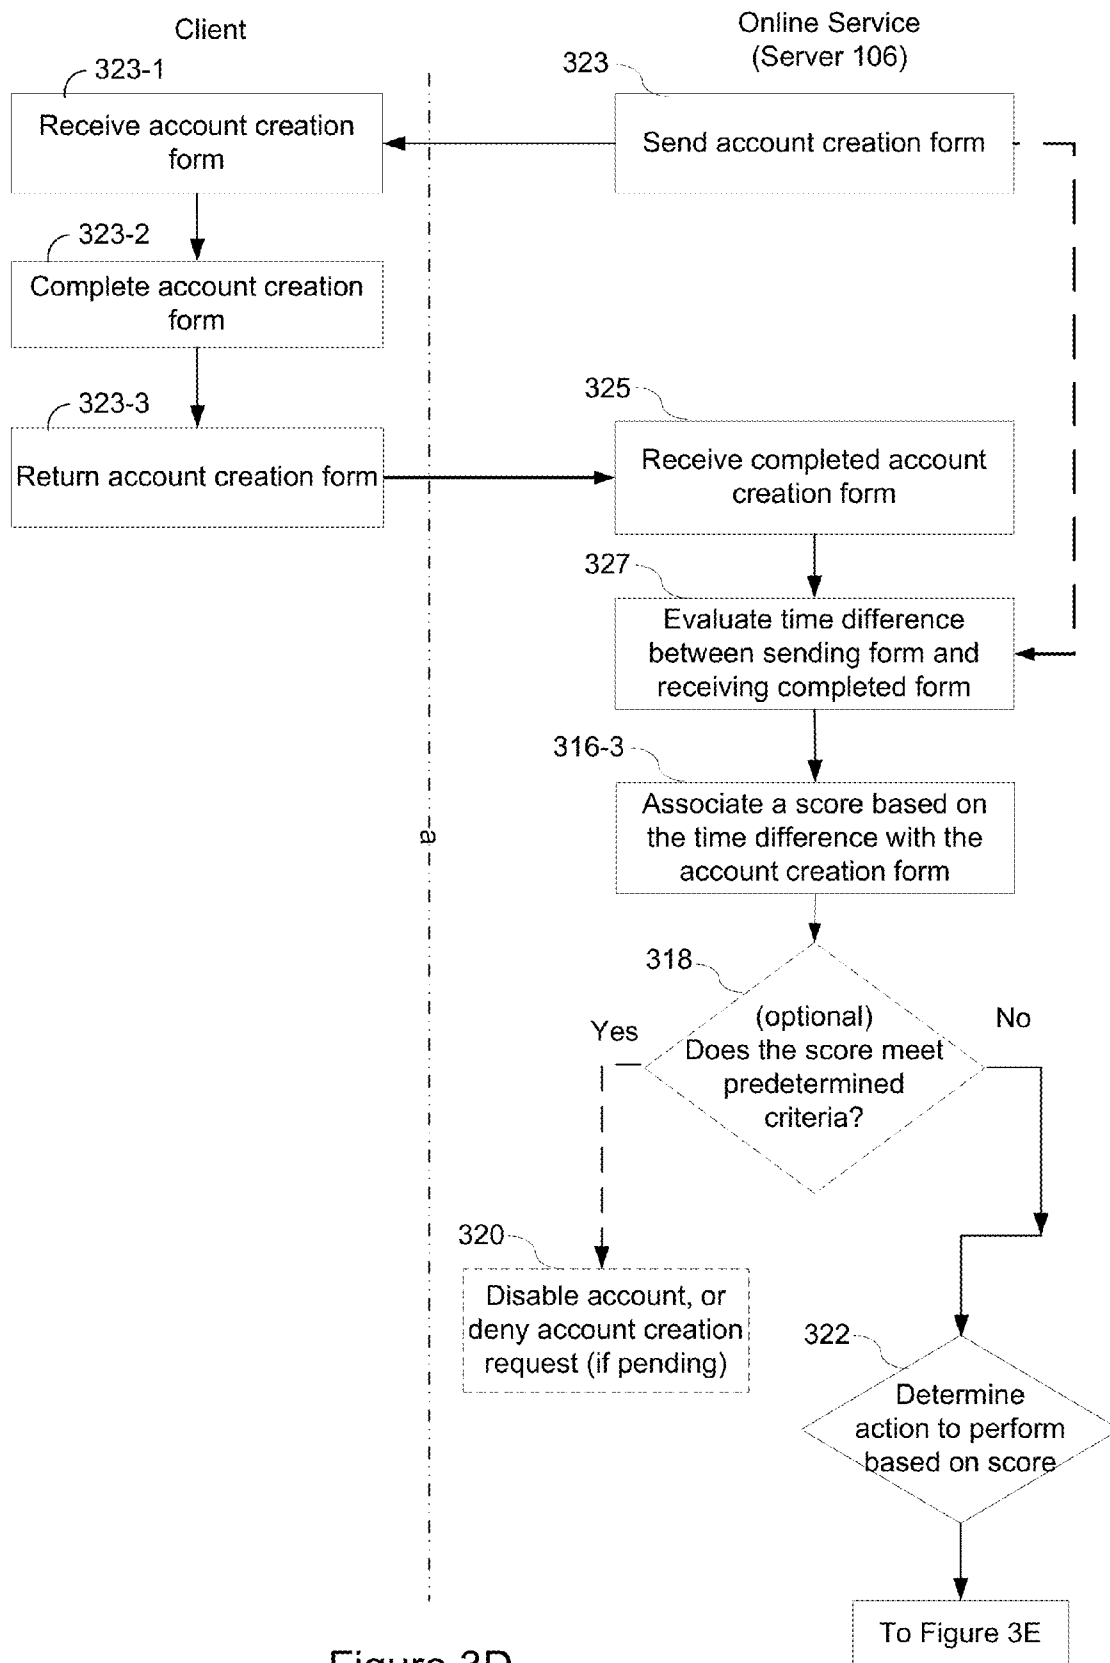 Client
Online Service
(Server 106)
323-1
323
Receive account creation
form
Send account creation form
323-2
Complete account creation
form
323-3
325
Return account creation form
Receive completed account
creation form
327
Evaluate time difference
between sending form and
receiving completed form
316-3
Associate a score based on
the time difference with the
account creation form
a
318
Yes
(optional)
Does the score meet
predetermined
criteria?
No
320
Disable account, or
deny account creation
request (if pending)
322
Determine
action to perform
based on score
To Figure 3E
Figure 3D